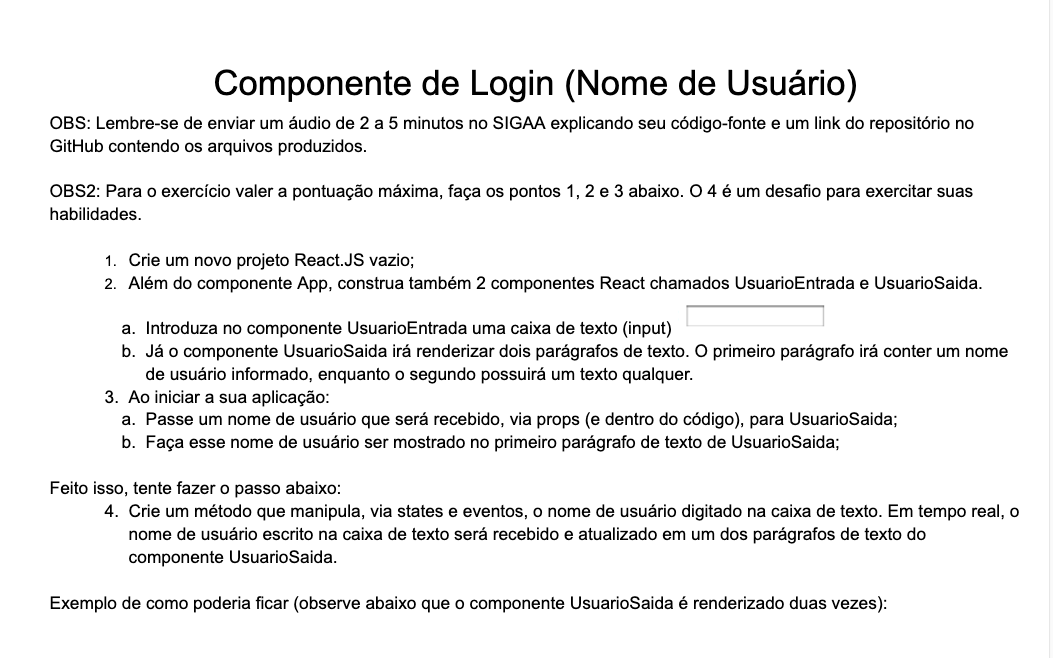 Componente de Login (Nome de Usuário)
OBS: Lembre-se de enviar um áudio de 2 a 5 minutos no SIGAA explicando seu código-fonte e um link do repositório no
GitHub contendo os arquivos produzidos.
OBS2: Para o exercício valer a pontuação máxima, faça os pontos 1, 2 e 3 abaixo. O 4 é um desafio para exercitar suas
habilidades.
1. Crie um novo projeto React.JS vazio;
2. Além do componente App, construa também 2 componentes React chamados UsuarioEntrada e UsuarioSaida.
a. Introduza no componente UsuarioEntrada uma caixa de texto (input)
b. Já o componente UsuarioSaida irá renderizar dois parágrafos de texto. O primeiro parágrafo irá conter um nome
de usuário informado, enquanto o segundo possuirá um texto qualquer.
3. Ao iniciar a sua aplicação:
a. Passe um nome de usuário que será recebido, via props (e dentro do código), para UsuarioSaida;
b. Faça esse nome de usuário ser mostrado no primeiro parágrafo de texto de UsuarioSaida;
Feito isso, tente fazer o passo abaixo:
4. Crie um método que manipula, via states e eventos, o nome de usuário digitado na caixa de texto. Em tempo real, o
nome de usuário escrito na caixa de texto será recebido e atualizado em um dos parágrafos de texto do
componente UsuarioSaida.
Exemplo de como poderia ficar (observe abaixo que o componente UsuarioSaida é renderizado duas vezes):